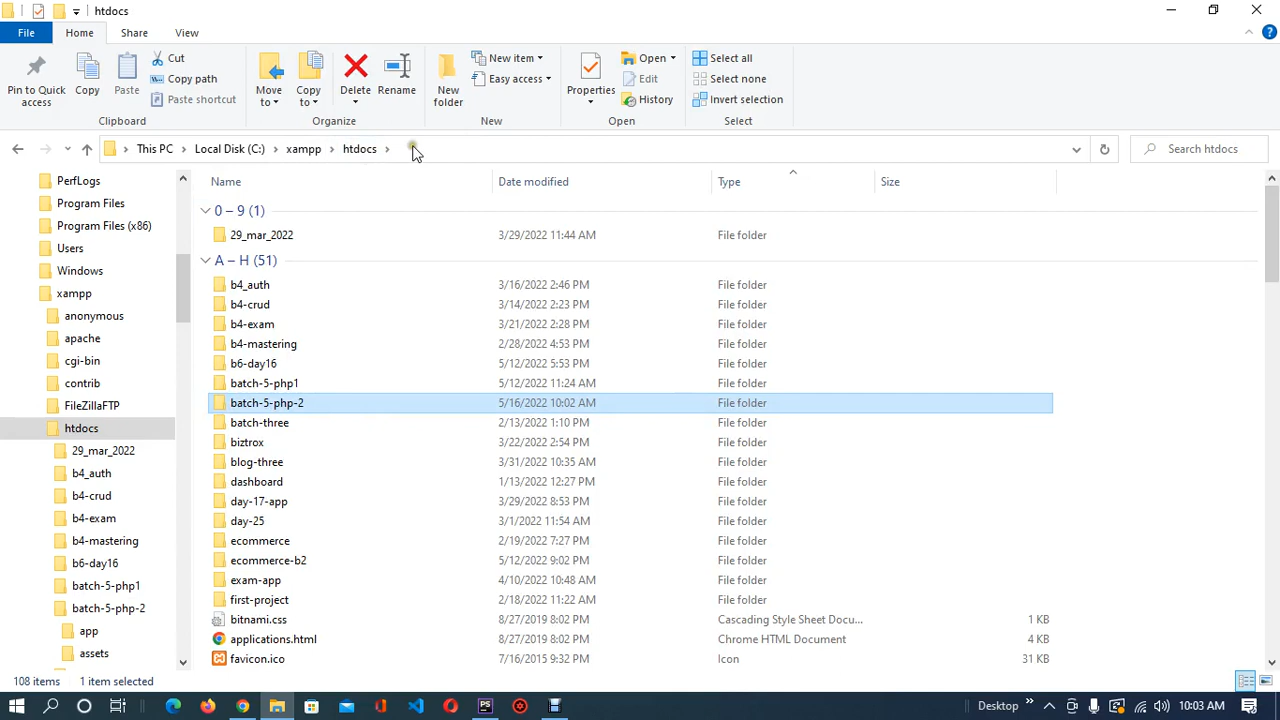 htdocs
File Home Share View
Pin to Quick access
Copy
Paste
Cut
Copy path
Paste shortcut
Clipboard
Move to
Copy to
Delete
Rename
Organize
New folder
New item
Easy access
New
Properties
Open
Edit
History
Open
Select all
Select none
Invert selection
Select
This PC Local Disk (C:) xampp htdocs
Search htdocs
PerfLogs
Program Files
Program Files (x86)
Users
Windows
xampp
anonymous
apache
cgi-bin
contrib
FileZillaFTP
htdocs
29_mar_2022
b4_auth
b4-crud
b4-exam
b4-mastering
b6-day16
batch-5-php1
batch-5-php-2
app
assets
Name Date modified Type Size
0 – 9 (1)
29_mar_2022 3/29/2022 11:44 AM File folder
A – H (51)
b4_auth 3/16/2022 2:46 PM File folder
b4-crud 3/14/2022 2:23 PM File folder
b4-exam 3/21/2022 2:28 PM File folder
b4-mastering 2/28/2022 4:53 PM File folder
b6-day16 5/12/2022 5:53 PM File folder
batch-5-php1 5/12/2022 11:24 AM File folder
batch-5-php-2 5/16/2022 10:02 AM File folder
batch-three 2/13/2022 1:10 PM File folder
biztrox 3/22/2022 2:54 PM File folder
blog-three 3/31/2022 10:35 AM File folder
dashboard 1/13/2022 12:27 PM File folder
day-17-app 3/29/2022 8:53 PM File folder
day-25 3/1/2022 11:54 AM File folder
ecommerce 2/19/2022 7:27 PM File folder
ecommerce-b2 5/12/2022 9:02 PM File folder
exam-app 4/10/2022 10:48 AM File folder
first-project 2/18/2022 11:22 AM File folder
bitnami.css 8/27/2019 8:02 PM Cascading Style Sheet Docu... 1 KB
applications.html 8/27/2019 8:02 PM Chrome HTML Document 4 KB
favicon.ico 7/16/2015 9:32 PM Icon 31 KB
108 items 1 item selected
Desktop 10:03 AM